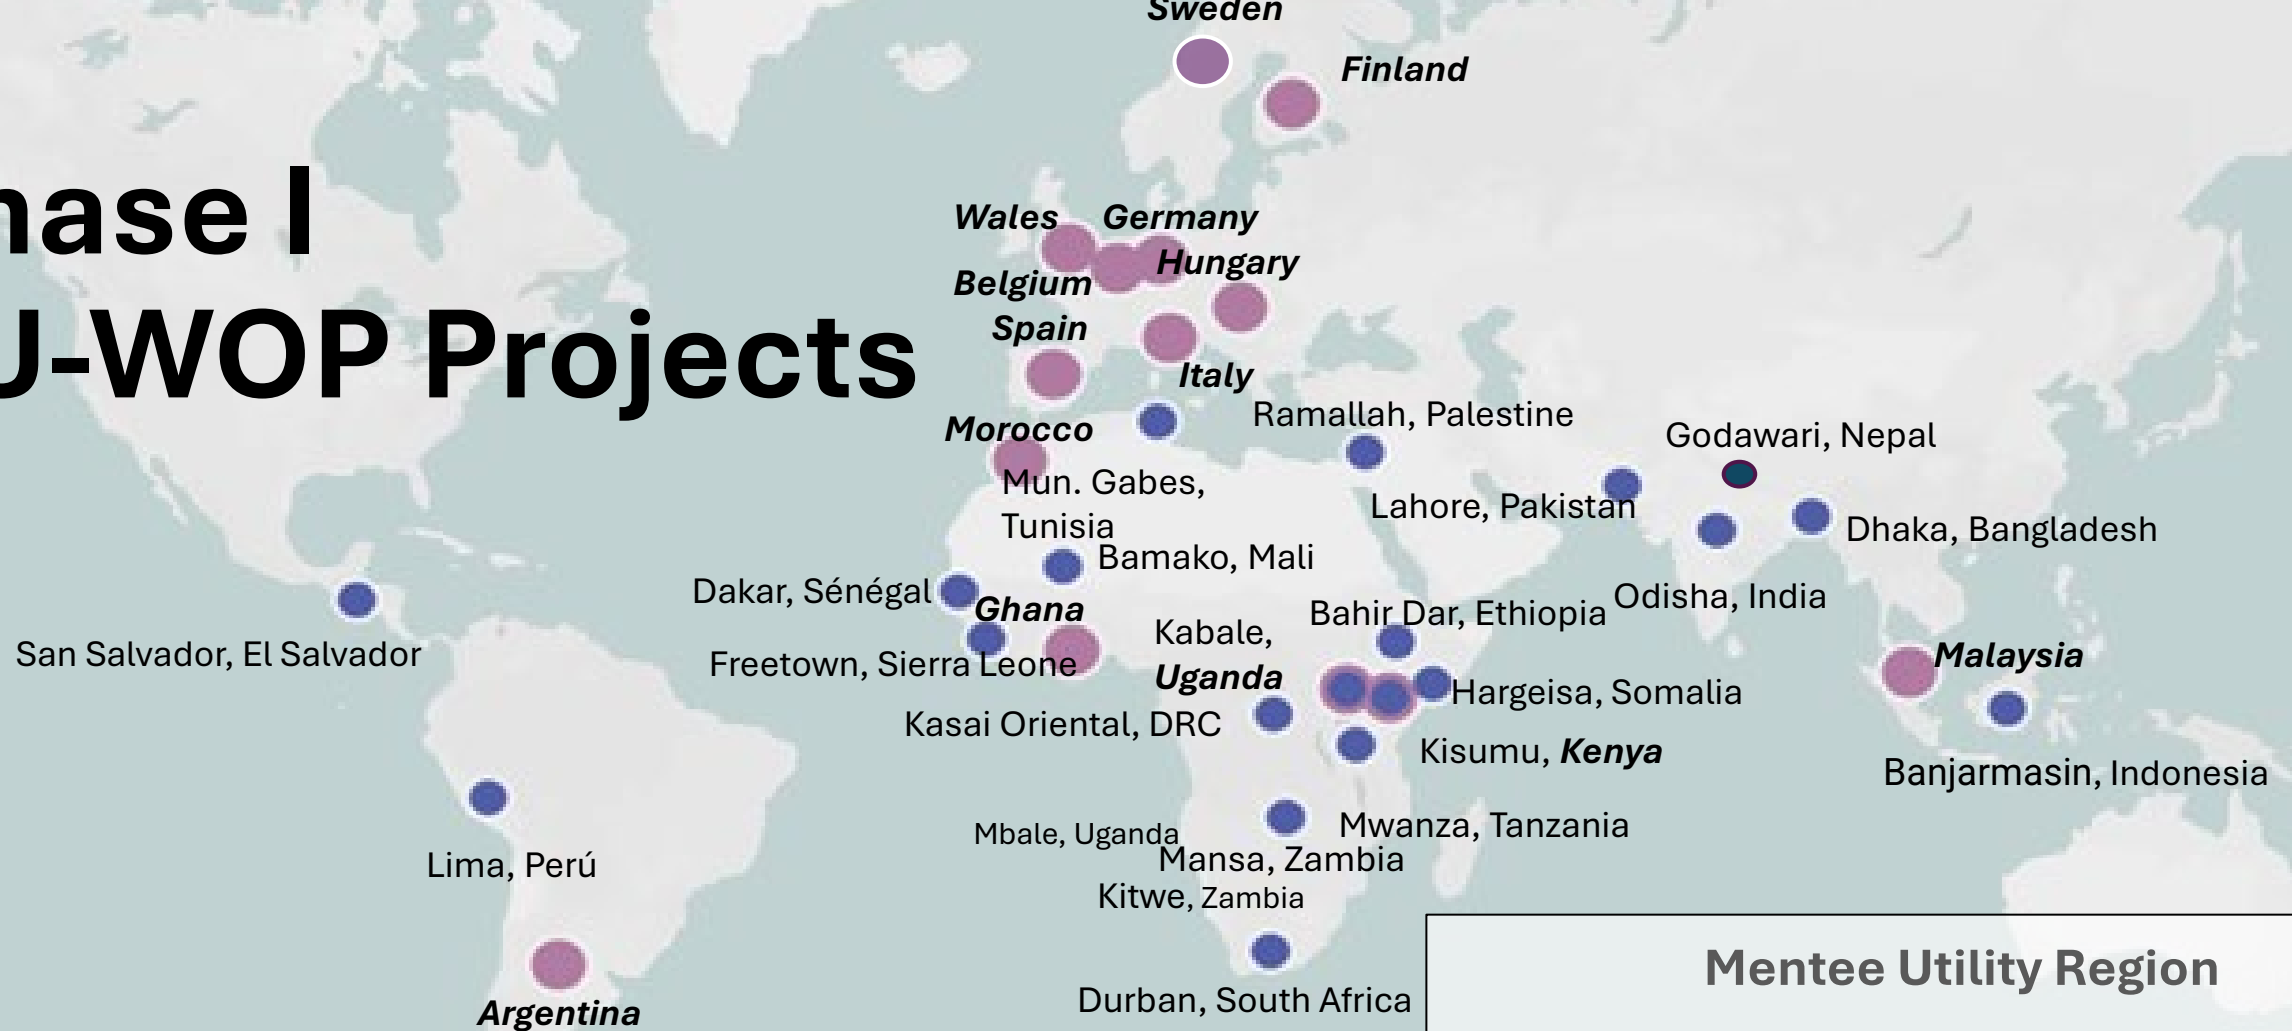 Sweden
Finland
hase I
U-WOP Projects
Wales
Germany
Hungary
Belgium
Spain
Italy
Morocco
Ramallah, Palestine
Godawari, Nepal
Mun. Gabes,
Tunisia
Lahore, Pakistan
Dhaka, Bangladesh
Bamako, Mali
Dakar, Sénégal
Ghana
Bahir Dar, Ethiopia
Odisha, India
San Salvador, El Salvador
Freetown, Sierra Leone
Kabale,
Uganda
Malaysia
Hargeisa, Somalia
Kasai Oriental, DRC
Kisumu, Kenya
Banjarmasin, Indonesia
Mbale, Uganda
Mwanza, Tanzania
Lima, Perú
Mansa, Zambia
Kitwe, Zambia
Mentee Utility Region
Durban, South Africa
Argentina